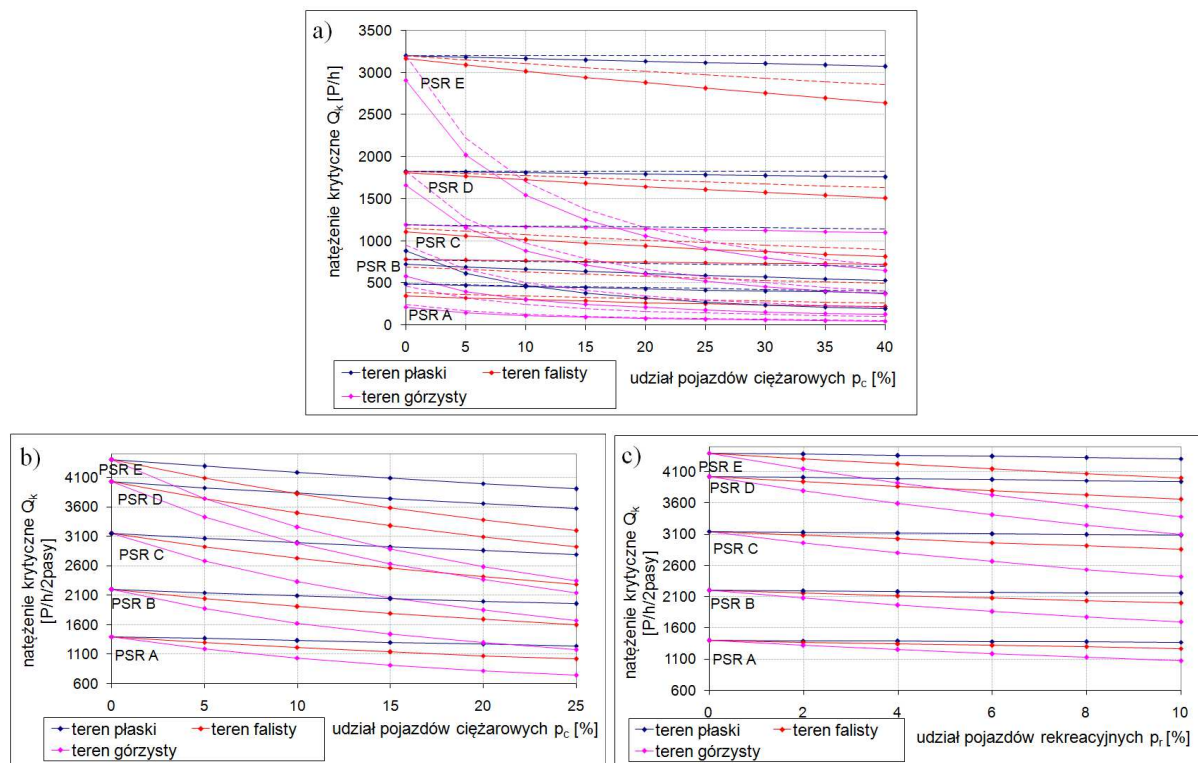 a)
natężenie krytyczne Qk [P/h]
3500
3000
2500
2000
1500
1000
500
0
PSR E
PSR D
PSR C
PSR B
PSR A
0 5 10 15 20 25 30 35 40
udział pojazdów ciężarowych pc [%]
teren płaski teren falisty
teren górzysty
b)
natężenie krytyczne Qk
[P/h/2pasy]
4100
3600
3100
2600
2100
1600
1100
600
PSR E
PSR D
PSR C
PSR B
PSR A
0 5 10 15 20 25
udział pojazdów ciężarowych pc [%]
teren płaski teren falisty
teren górzysty
c)
natężenie krytyczne Qk
[P/h/2pasy]
4100
3600
3100
2600
2100
1600
1100
600
PSR E
PSR D
PSR C
PSR B
PSR A
0 2 4 6 8 10
udział pojazdów rekreacyjnych pr [%]
teren płaski teren falisty
teren górzysty